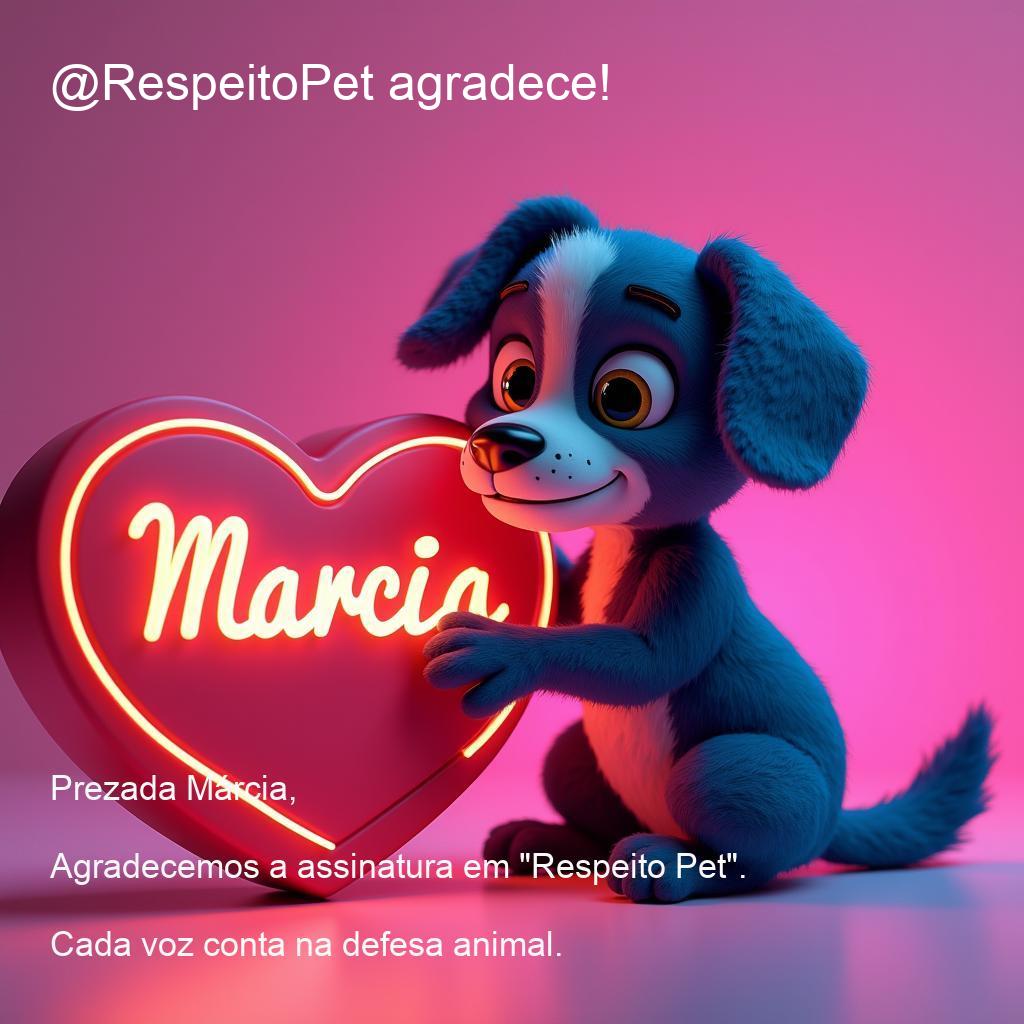 @RespeitoPet agradece!
Marcia
Prezada Márcia,
Agradecemos a assinatura em "Respeito Pet".
Cada voz conta na defesa animal.